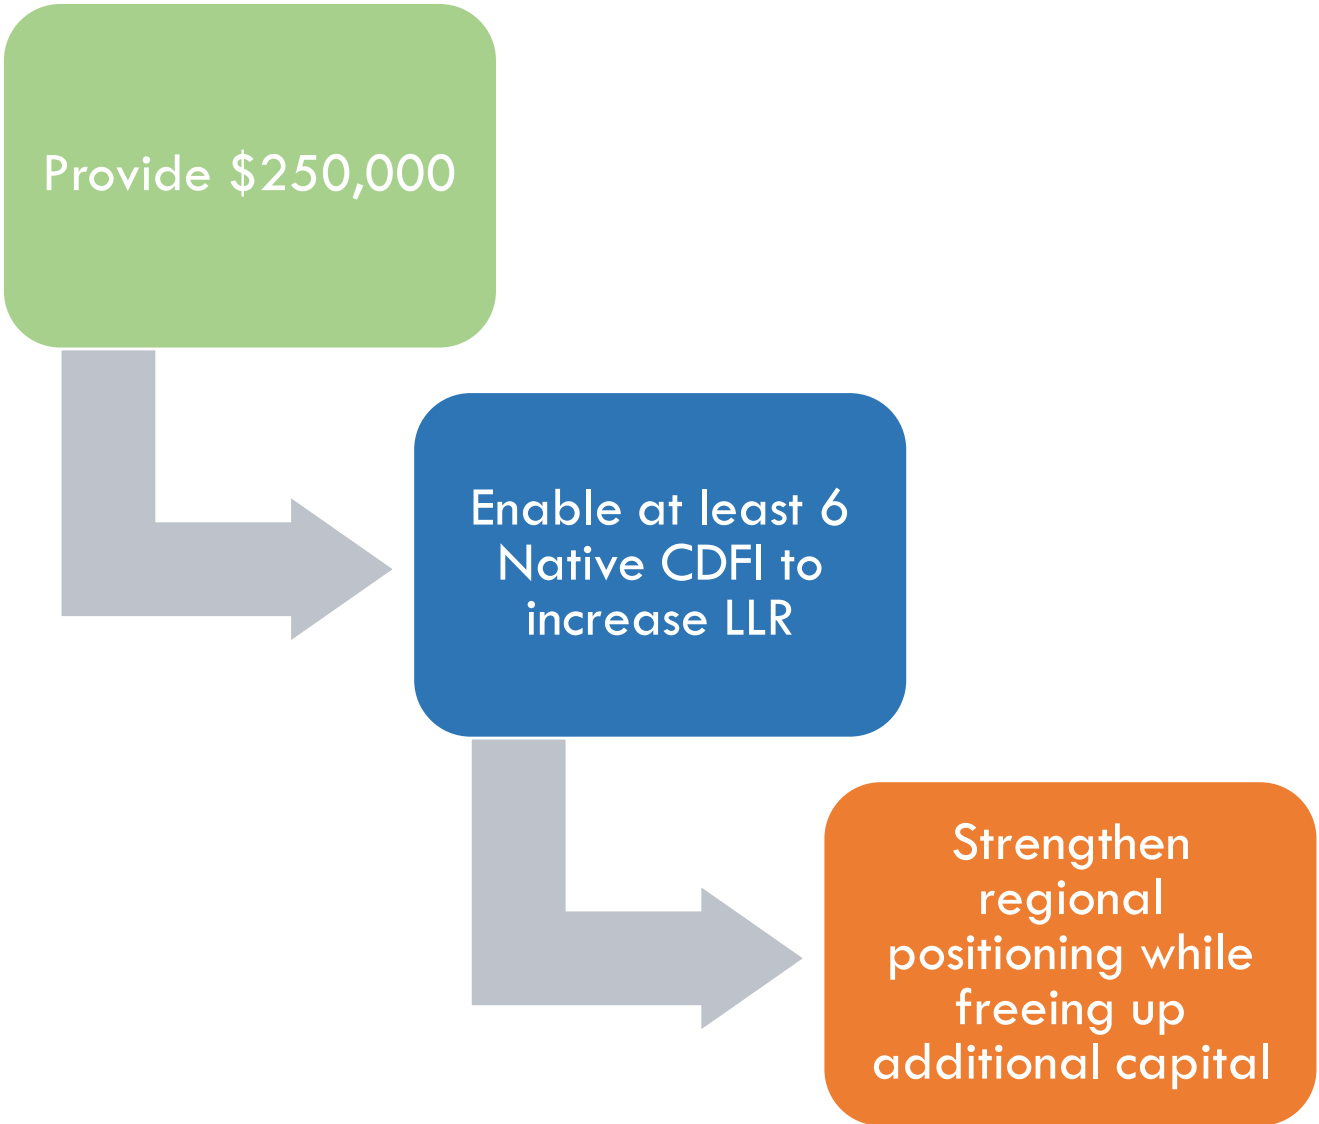 Provide $250,000
Enable at least 6
Native CDFI to
increase LLR
Strengthen
regional
positioning while
freeing up
additional capital